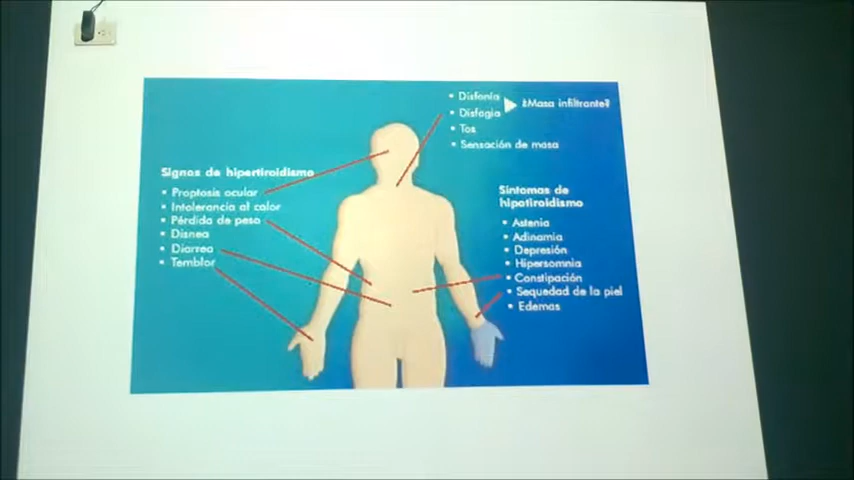 Disfonía
Disfagia
Tos
Sensación de masa
¿Masa infiltrante?
Signos de hipertiroidismo
Proptosis ocular
Intolerancia al calor
Pérdida de peso
Disnea
Diarrea
Temblor
Síntomas de
hipotiroidismo
Astenia
Adinamia
Depresión
Hipersomnia
Constipación
Sequedad de la piel
Edemas